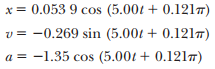 x = 0.053 9 cos (5.00t + 0.121π)
v = −0.269 sin (5.00t + 0.121π)
a = −1.35 cos (5.00t + 0.121π)